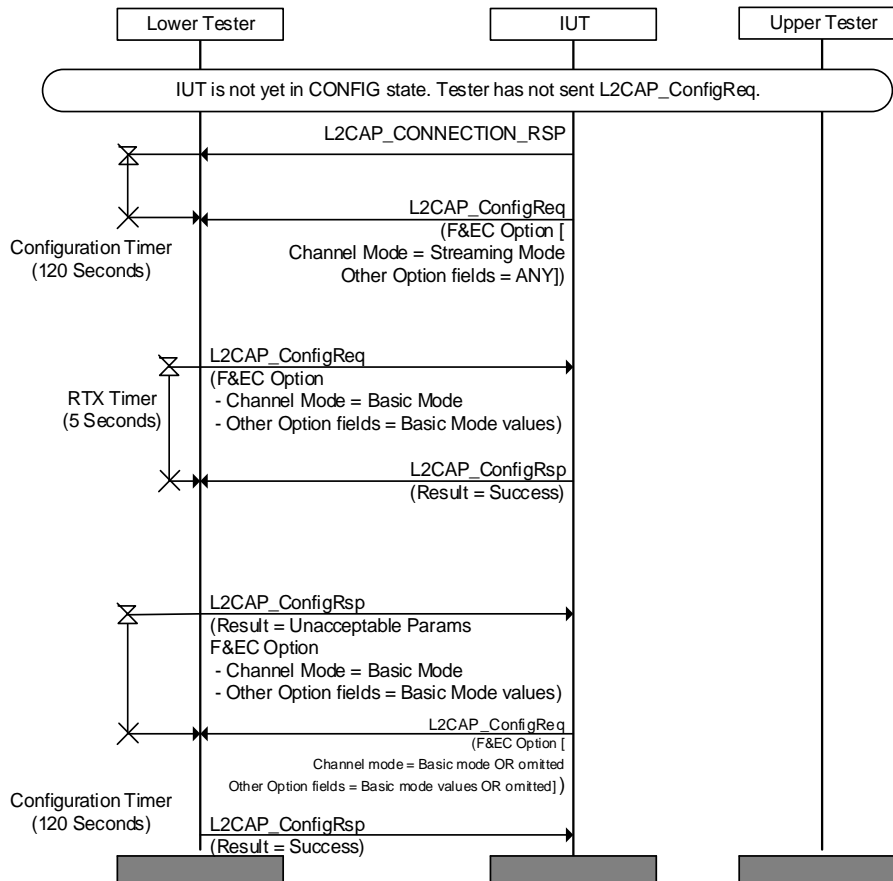 Lower Tester
IUT
Upper Tester
IUT is not yet in CONFIG state. Tester has not sent L2CAP_ConfigReq.
L2CAP_CONNECTION_RSP
L2CAP_ConfigReq
(F&EC Option [
Channel Mode = Streaming Mode
Other Option fields = ANY])
Configuration Timer
(120 Seconds)
L2CAP_ConfigReq
(F&EC Option
- Channel Mode = Basic Mode
- Other Option fields = Basic Mode values)
RTX Timer
(5 Seconds)
L2CAP_ConfigRsp
(Result = Success)
L2CAP_ConfigRsp
(Result = Unacceptable Params
F&EC Option
- Channel Mode = Basic Mode
- Other Option fields = Basic Mode values)
L2CAP_ConfigReq
(F&EC Option [
Channel mode = Basic mode OR omitted
Other Option fields = Basic mode values OR omitted] )
Configuration Timer
(120 Seconds)
L2CAP_ConfigRsp
(Result = Success)